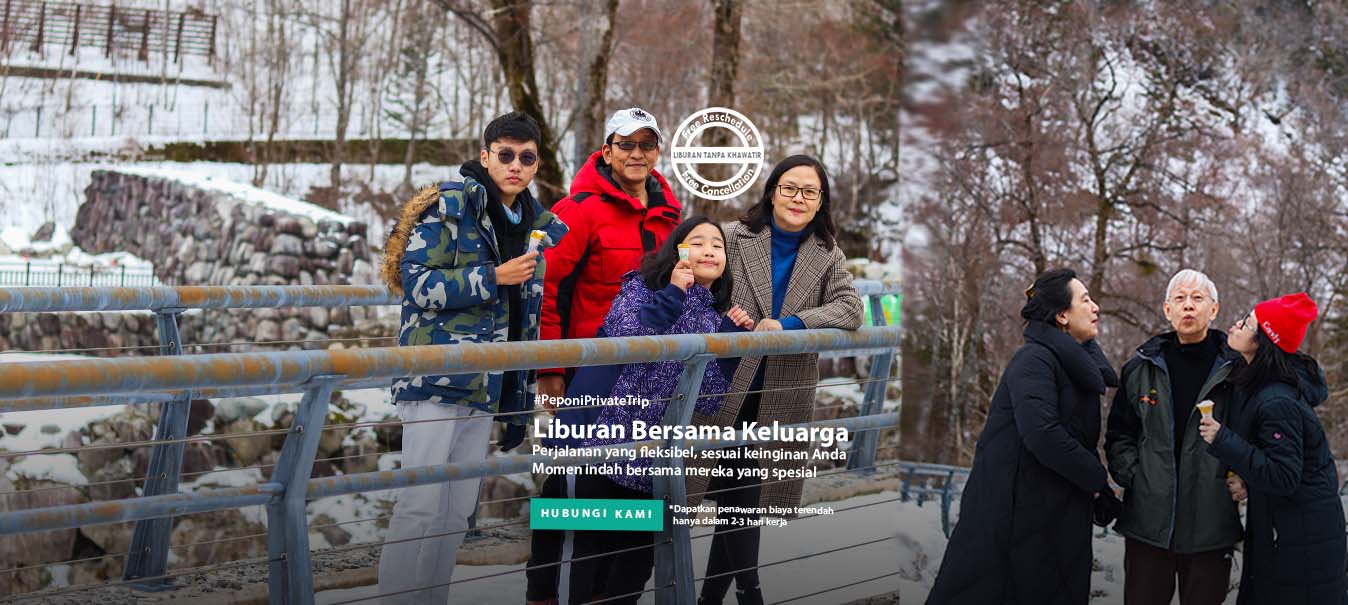 Free Reschedule
LIBURAN TANPA KHAWATIR
Free Cancellation
#PeponiPrivateTrip
Liburan Bersama Keluarga
Perjalanan yang fleksibel, sesuai keinginan Anda
Momen indah bersama mereka yang spesial
HUBUNGI KAMI
*Dapatkan penawaran biaya terendah
hanya dalam 2-3 hari kerja